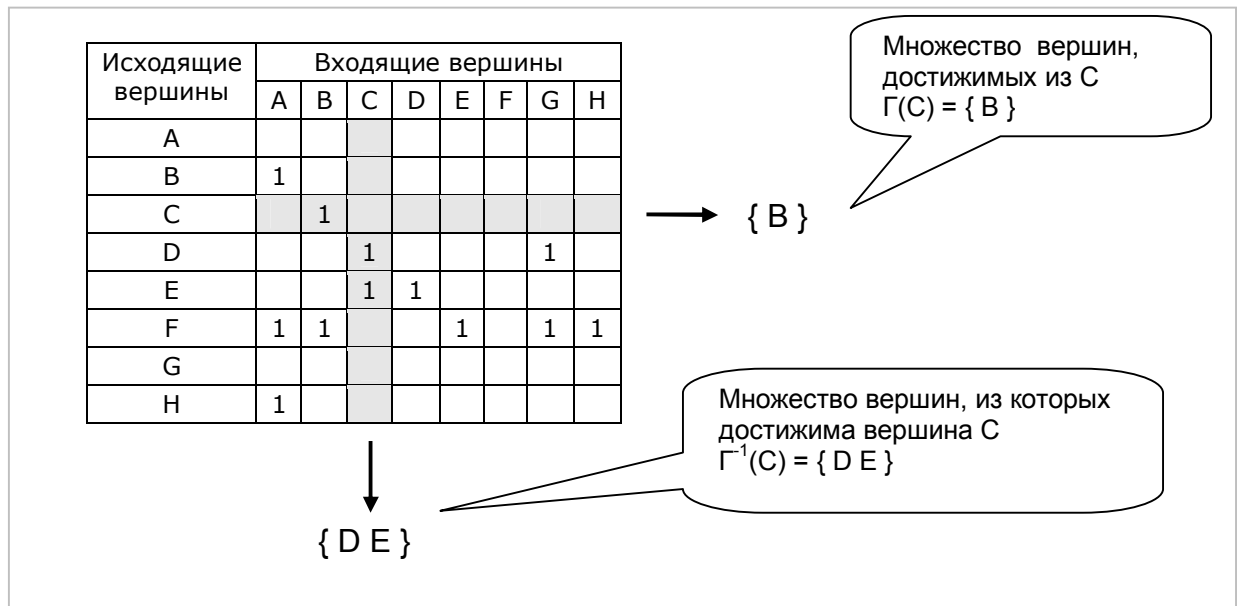 Исходящие вершины Входящие вершины
A B C D E F G H
A
B 1
C 1
D 1 1
E 1 1
F 1 1 1 1 1
G
H 1
Множество вершин,
достижимых из С
Г(С) = { B }
{ B }
Множество вершин, из которых
достижима вершина С
Г⁻¹(С) = { D E }
{ D E }